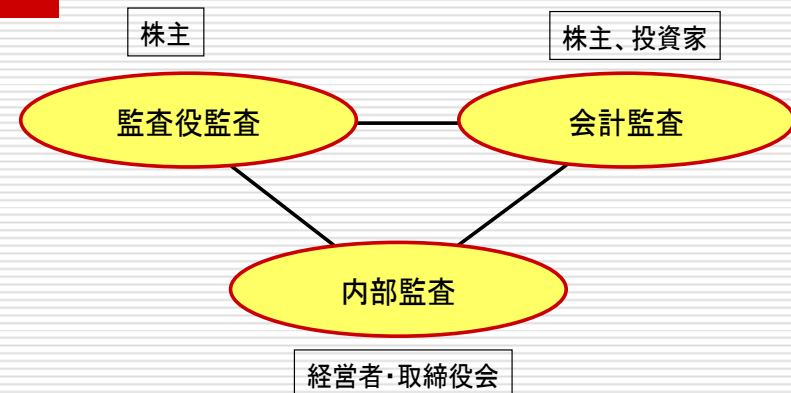 株主
株主、投資家
監査役監査
会計監査
内部監査
経営者・取締役会